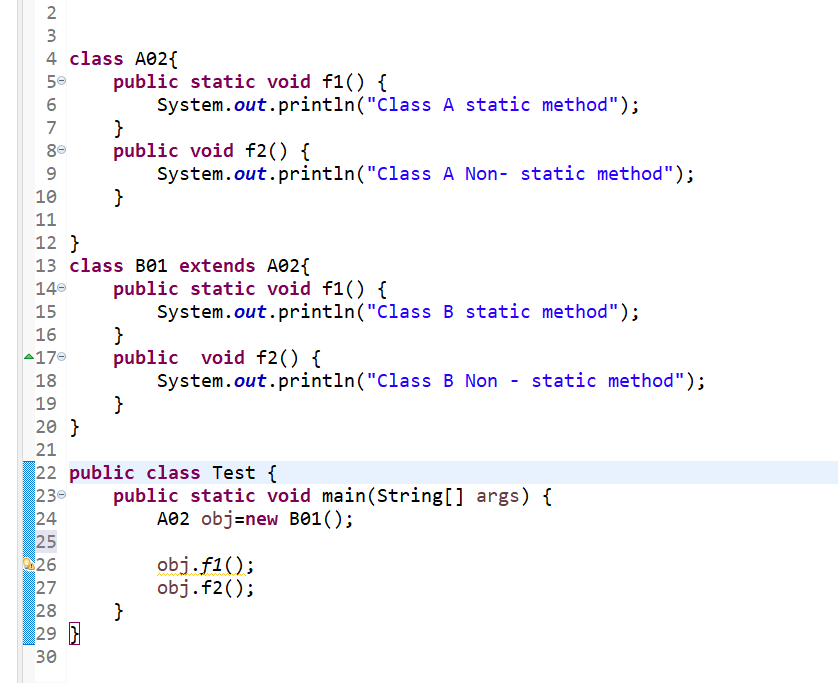 2
3
4 class A02{
5 public static void f1() {
6 System.out.println("Class A static method");
7 }
8 public void f2() {
9 System.out.println("Class A Non- static method");
10 }
11
12 }
13 class B01 extends A02{
14 public static void f1() {
15 System.out.println("Class B static method");
16 }
17 public  void f2() {
18 System.out.println("Class B Non - static method");
19 }
20 }
21
22 public class Test {
23 public static void main(String[] args) {
24 A02 obj=new B01();
25
26 obj.f1();
27 obj.f2();
28 }
29 }
30